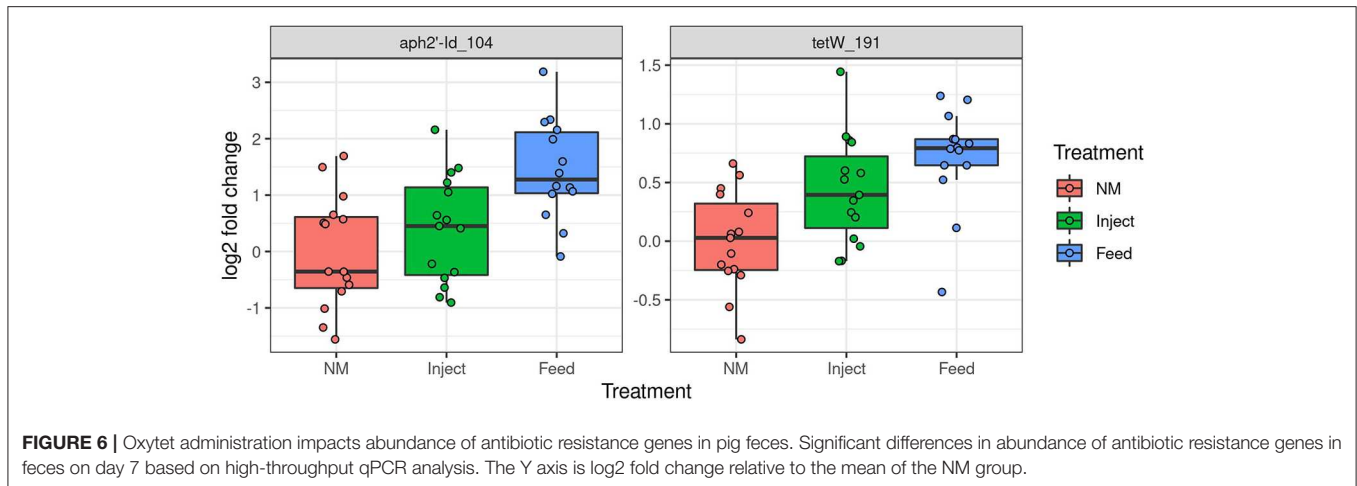 aph2'-Id_104
tetW_191
log2 fold change
3
2
1
0
-1
1.5
1.0
0.5
0.0
-0.5
NM
Inject
Feed
NM
Inject
Feed
Treatment
Treatment
NM
Inject
Feed
FIGURE 6 | Oxytet administration impacts abundance of antibiotic resistance genes in pig feces. Significant differences in abundance of antibiotic resistance genes in
feces on day 7 based on high-throughput qPCR analysis. The Y axis is log2 fold change relative to the mean of the NM group.